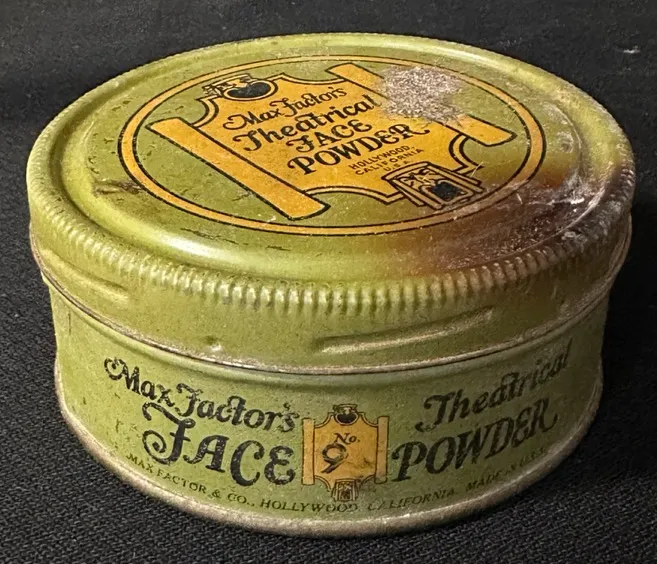 Max Factor's
Theatrical
FACE
POWDER
HOLLYWOOD
CALIFORNIA
Max Factor's Theatrical
FACE No. 9 POWDER
MAX FACTOR & CO., HOLLYWOOD, CALIFORNIA. MADE IN U.S.A.